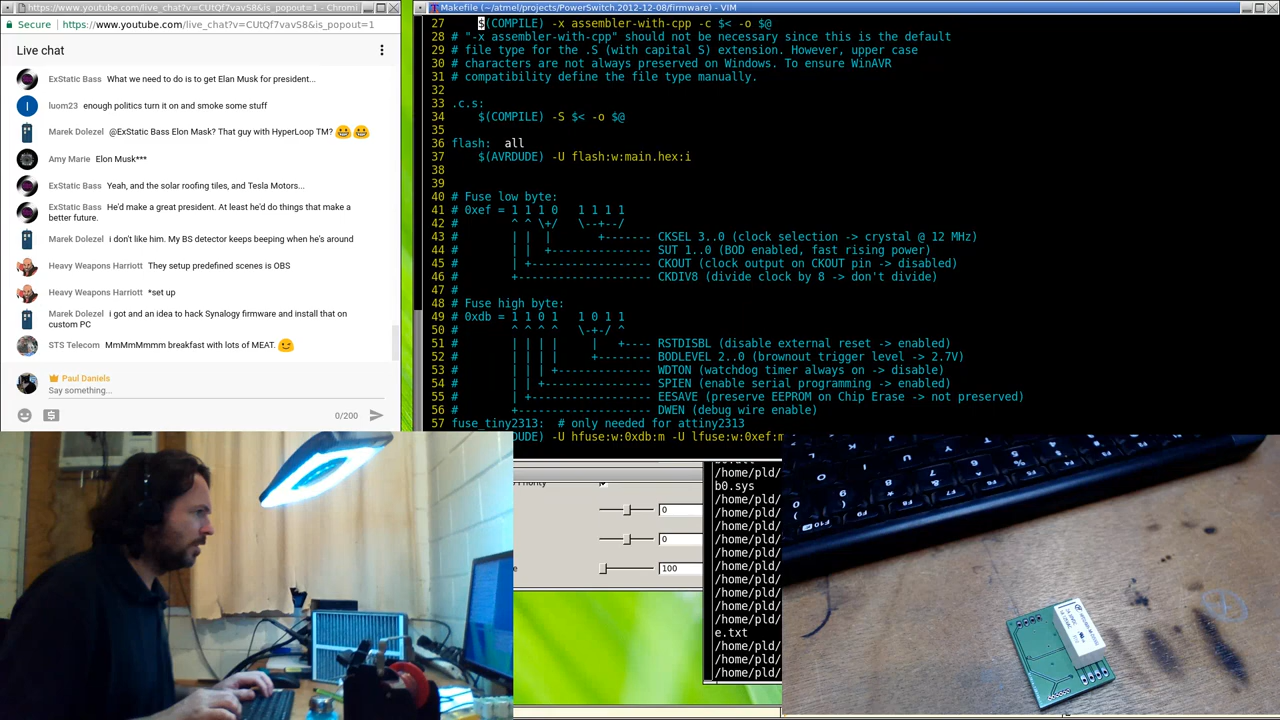 https://www.youtube.com/live_chat?v=CUtQf7vavS8&is_popout=1 - Chromi
Secure
https://www.youtube.com/live_chat?v=CUtQf7vavS8&is_popout=1
Live chat
ExStatic Bass What we need to do is to get Elan Musk for president...
luom23 enough politics turn it on and smoke some stuff
Marek Dolezel @ExStatic Bass Elon Mask? That guy with HyperLoop TM? 😀 😀
Amy Marie Elon Musk***
ExStatic Bass Yeah, and the solar roofing tiles, and Tesla Motors...
ExStatic Bass He'd make a great president. At least he'd do things that make a
better future.
Marek Dolezel i don't like him. My BS detector keeps beeping when he's around
Heavy Weapons Harriott They setup predefined scenes is OBS
Heavy Weapons Harriott *set up
Marek Dolezel i got and an idea to hack Synalogy firmware and install that on
custom PC
STS Telecom MmMmMmmm breakfast with lots of MEAT. 😉
Paul Daniels
Say something...
0/200
Makefile (~/atmel/projects/PowerSwitch.2012-12-08/firmware) - VIM
27     $(COMPILE) -x assembler-with-cpp -c $< -o $@
28 # "-x assembler-with-cpp" should not be necessary since this is the default
29 # file type for the .S (with capital S) extension. However, upper case
30 # characters are not always preserved on Windows. To ensure WinAVR
31 # compatibility define the file type manually.
32
33 .c.s:
34     $(COMPILE) -S $< -o $@
35
36 flash:  all
37     $(AVRDUDE) -U flash:w:main.hex:i
38
39
40 # Fuse low byte:
41 # 0xef = 1 1 1 0   1 1 1 1
42 #        ^ ^ \+/   \--+--/
43 #        | |  |       +------- CKSEL 3..0 (clock selection -> crystal @ 12 MHz)
44 #        | |  +--------------- SUT 1..0 (BOD enabled, fast rising power)
45 #        | +------------------ CKOUT (clock output on CKOUT pin -> disabled)
46 #        +-------------------- CKDIV8 (divide clock by 8 -> don't divide)
47 #
48 # Fuse high byte:
49 # 0xdb = 1 1 0 1   1 0 1 1
50 #        ^ ^ ^ ^   \-+-/ ^
51 #        | | | |     |   +---- RSTDISBL (disable external reset -> enabled)
52 #        | | | |     +-------- BODLEVEL 2..0 (brownout trigger level -> 2.7V)
53 #        | | | +-------------- WDTON (watchdog timer always on -> disable)
54 #        | | +---------------- SPIEN (enable serial programming -> enabled)
55 #        | +------------------ EESAVE (preserve EEPROM on Chip Erase -> not preserved)
56 #        +-------------------- DWEN (debug wire enable)
57 fuse_tiny2313:  # only needed for attiny2313
DUDE) -U hfuse:w:0xdb:m -U lfuse:w:0xef:m
0
0
100
/home/pld/
b0.sys
/home/pld/
/home/pld/
/home/pld/
/home/pld/
/home/pld/
/home/pld/
/home/pld/
/home/pld/
/home/pld/
/home/pld/
e.txt
/home/pld/
/home/pld/
/home/pld/